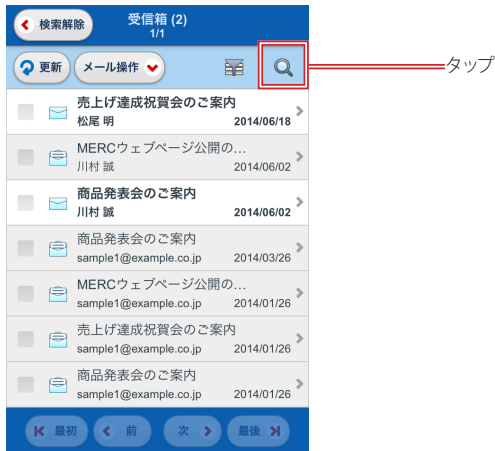 検索解除
受信箱 (2)
1/1
更新
メール操作
タップ
売上げ達成祝賀会のご案内
松尾 明 2014/06/18
MERCウェブページ公開の...
川村 誠 2014/06/02
商品発表会のご案内
川村 誠 2014/06/02
商品発表会のご案内
sample1@example.co.jp 2014/03/26
MERCウェブページ公開の...
sample1@example.co.jp 2014/01/26
売上げ達成祝賀会のご案内
sample1@example.co.jp 2014/01/26
商品発表会のご案内
sample1@example.co.jp 2014/01/26
最初 前 次 最後